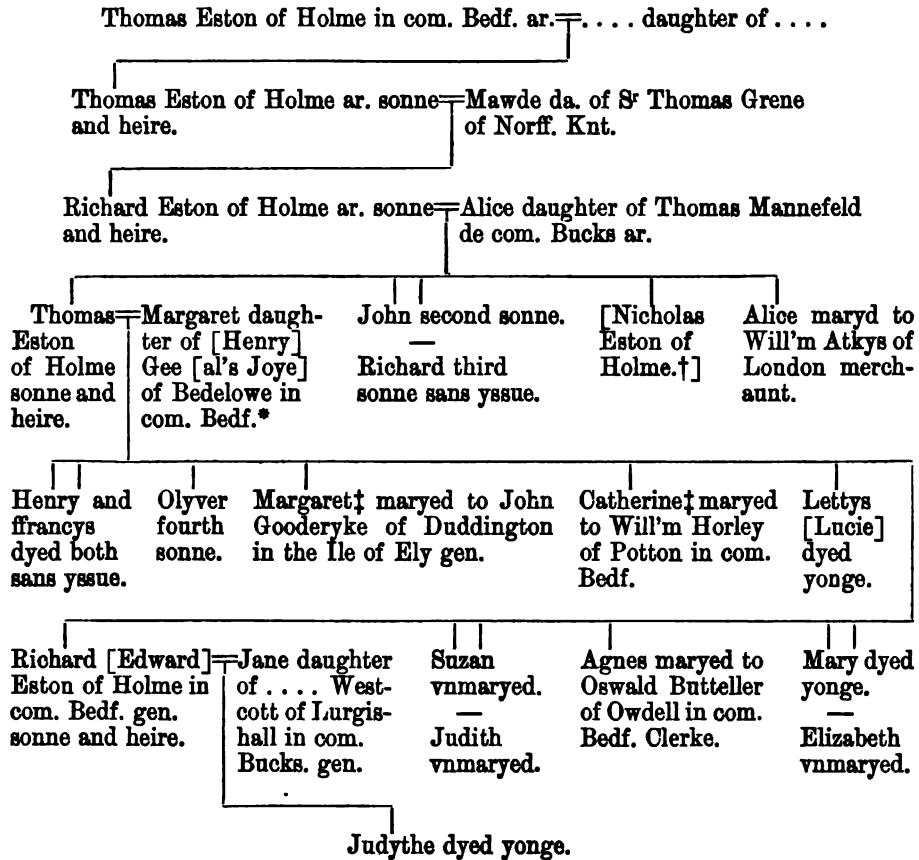 Thomas Eston of Holme in com. Bedf. ar.=. . . . daughter of . . . .
Thomas Eston of Holme ar. sonne=Mawde da. of Sr Thomas Grene
and heire. of Norff. Knt.
Richard Eston of Holme ar. sonne=Alice daughter of Thomas Mannefeld
and heire. de com. Bucks ar.
Thomas=
Eston
of Holme
sonne and
heire.
Margaret daugh-
ter of [Henry]
Gee [al's Joye]
of Bedelowe in
com. Bedf.*
John second sonne.
—
Richard third
sonne sans yssue.
[Nicholas
Eston of
Holme.†]
Alice maryd to
Will'm Atkys of
London merch-
aunt.
Henry and
ffrancys
dyed both
sans yssue.
Olyver
fourth
sonne.
Margaret‡ maryed to John
Gooderyke of Duddington
in the Ile of Ely gen.
Catherine‡ maryed
to Will'm Horley
of Potton in com.
Bedf.
Lettys
[Lucie]
dyed
yonge.
Richard [Edward]=
Eston of Holme in
com. Bedf. gen.
sonne and heire.
Jane daughter
of . . . . West-
cott of Lurgis-
hall in com.
Bucks. gen.
Suzan
vnmaryed.
—
Judith
vnmaryed.
Agnes maryed to
Oswald Butteller
of Owdell in com.
Bedf. Clerke.
Mary dyed
yonge.
—
Elizabeth
vnmaryed.
Judythe dyed yonge.